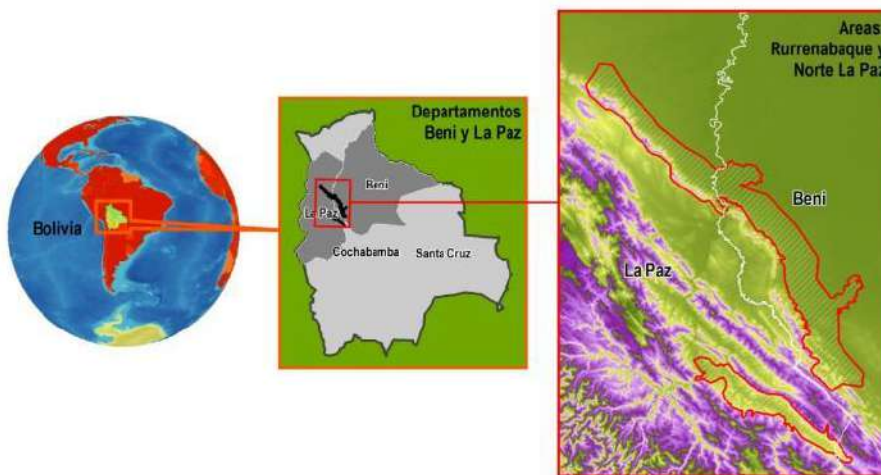 Bolivia
Departamentos
Beni y La Paz
Beni
La Paz
Cochabamba
Santa Cruz
Areas:
Rurrenabaque y
Norte La Paz
Beni
La Paz